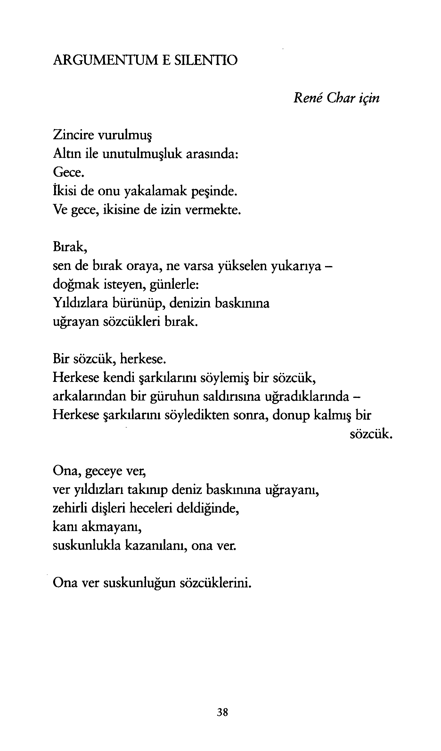 ARGUMENTUM E SILENTIO
René Char için
Zincire vurulmuş
Altın ile unutulmuşluk arasında:
Gece.
İkisi de onu yakalamak peşinde.
Ve gece, ikisine de izin vermekte.
Bırak,
sen de bırak oraya, ne varsa yükselen yukarıya –
doğmak isteyen, günlerle:
Yıldızlara bürünüp, denizin baskınına
uğrayan sözcükleri bırak.
Bir sözcük, herkese.
Herkese kendi şarkılarını söylemiş bir sözcük,
arkalarından bir güruhun saldırısına uğradıklarında –
Herkese şarkılarını söyledikten sonra, donup kalmış bir
sözcük.
Ona, geceye ver,
ver yıldızları takınıp deniz baskınına uğrayanı,
zehirli dişleri heceleri deldiğinde,
kanı akmayanı,
suskunlukla kazanılanı, ona ver.
Ona ver suskunluğun sözcüklerini.
38